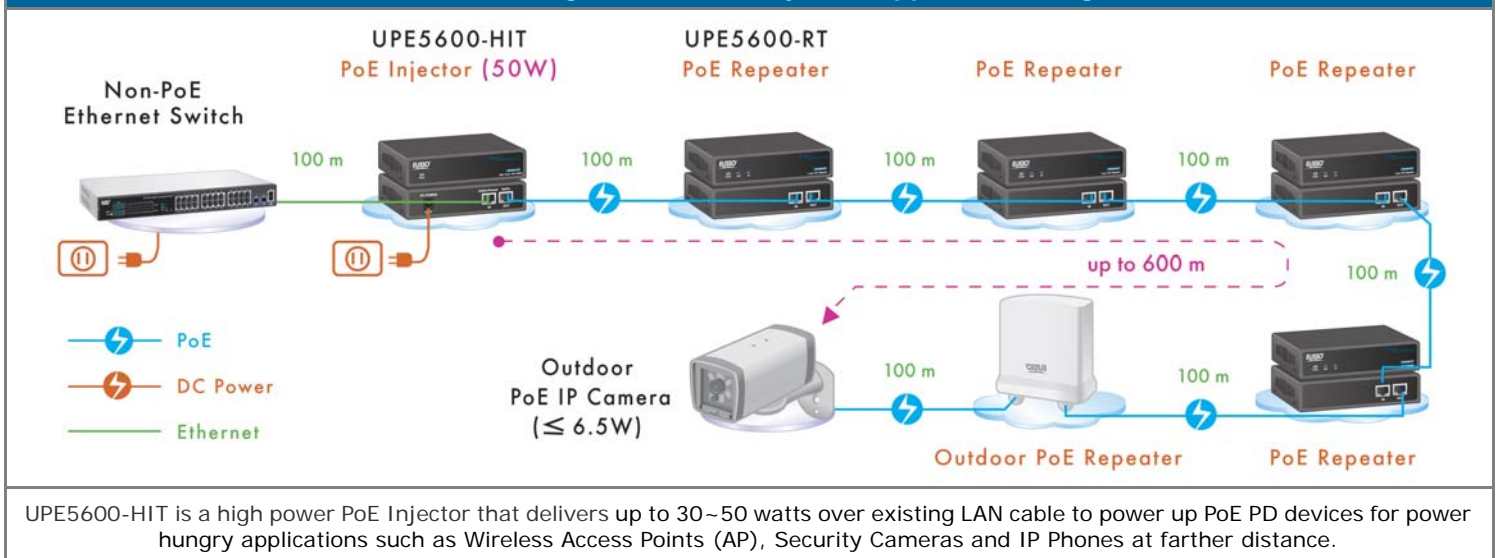 UPE5600-HIT
PoE Injector (50W)
UPE5600-RT
PoE Repeater
PoE Repeater
PoE Repeater
Non-PoE
Ethernet Switch
100 m
100 m
100 m
100 m
up to 600 m
100 m
PoE
DC Power
Ethernet
Outdoor
PoE IP Camera
(≤ 6.5W)
100 m
100 m
Outdoor PoE Repeater
PoE Repeater
UPE5600-HIT is a high power PoE Injector that delivers up to 30~50 watts over existing LAN cable to power up PoE PD devices for power
hungry applications such as Wireless Access Points (AP), Security Cameras and IP Phones at farther distance.